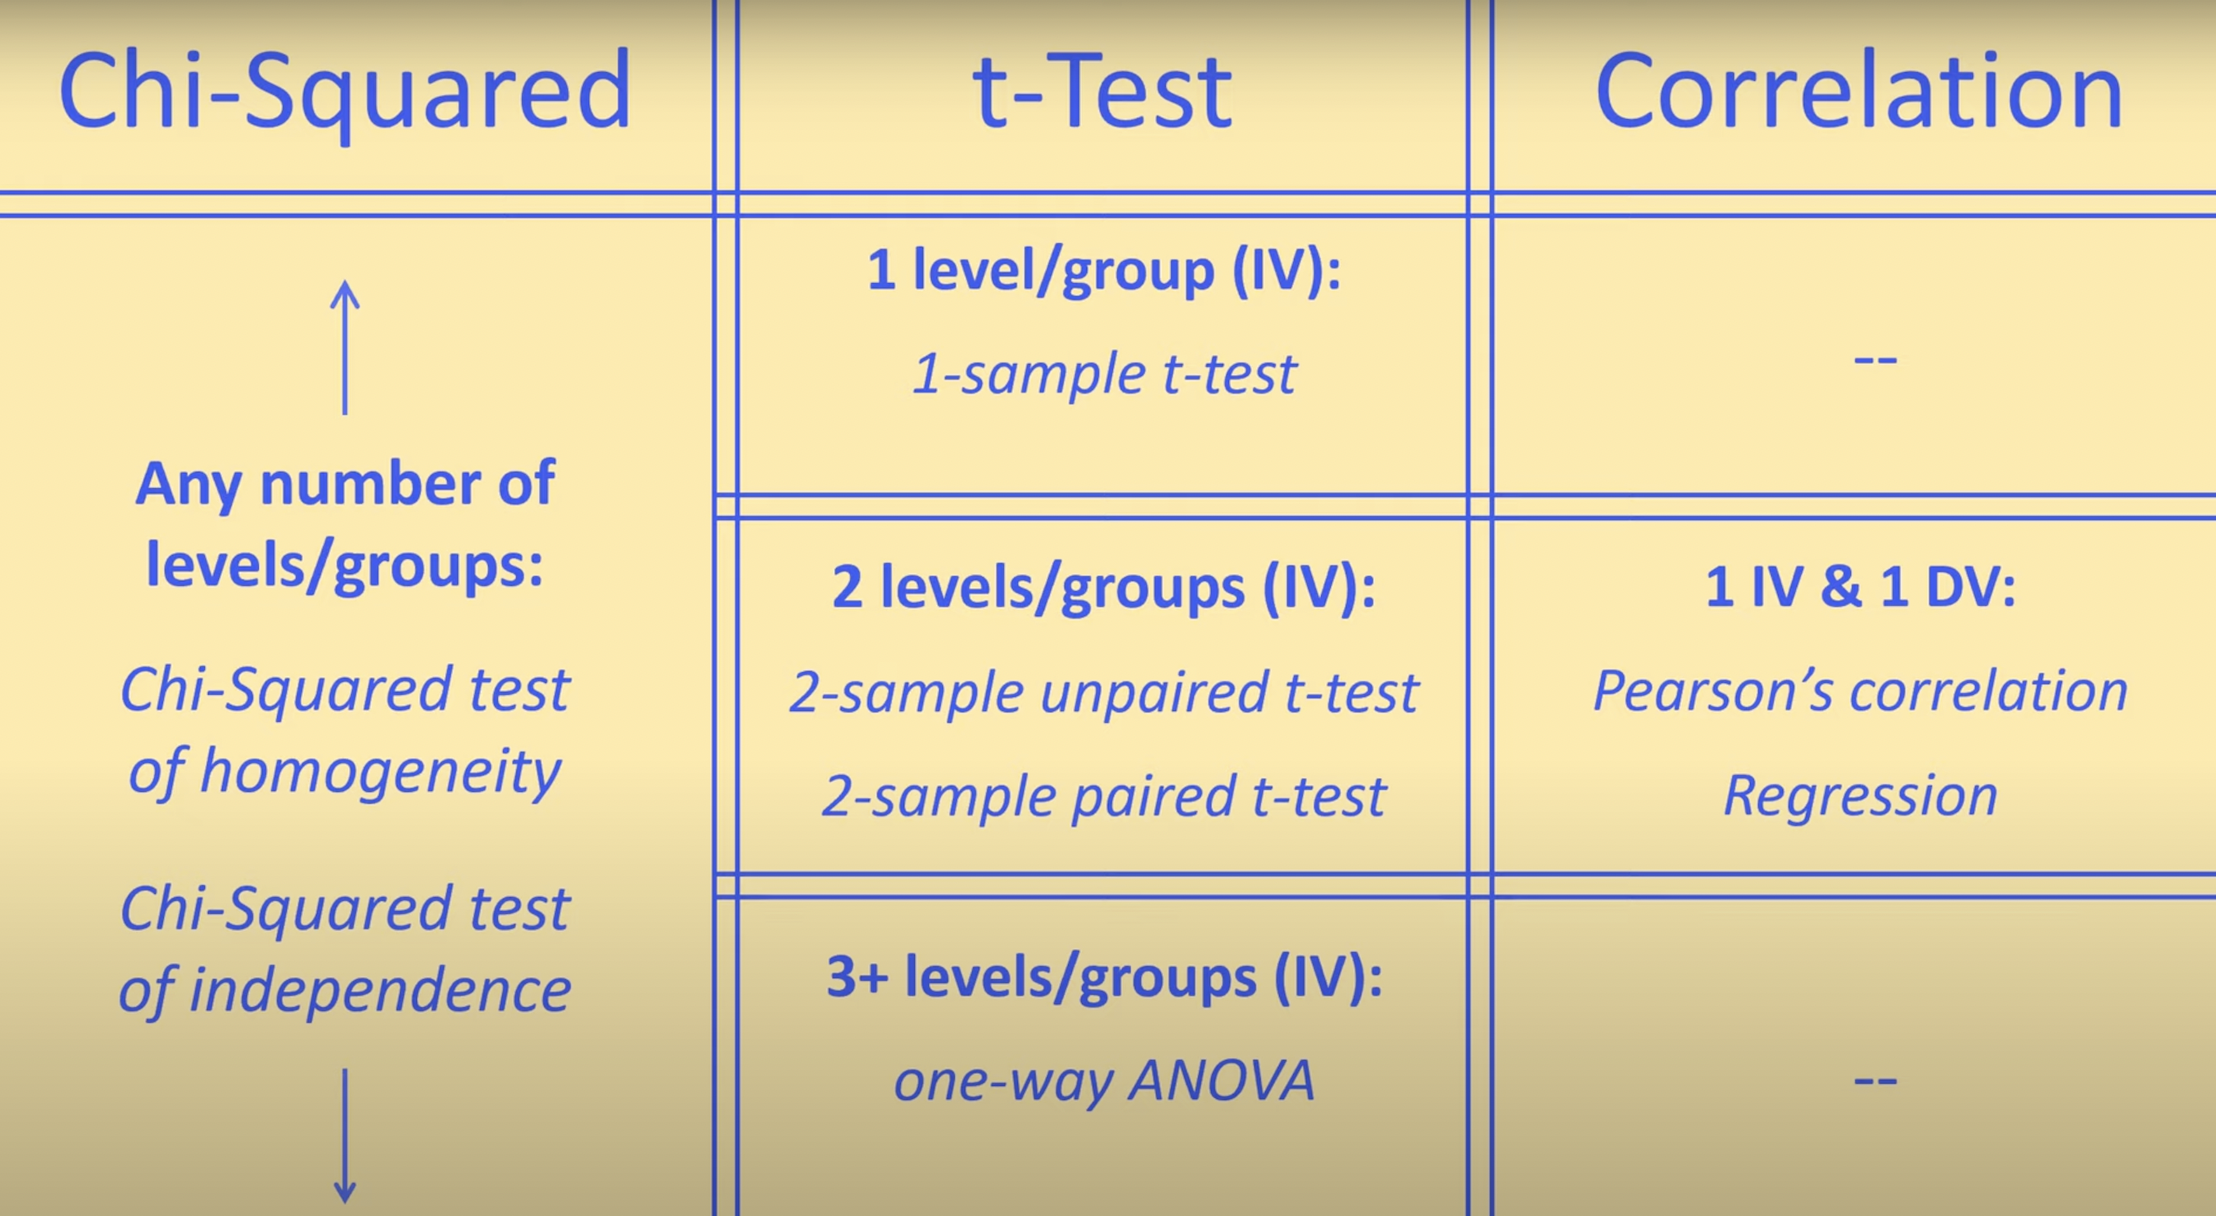 Chi-Squared
t-Test
Correlation
Any number of
levels/groups:
Chi-Squared test
of homogeneity
Chi-Squared test
of independence
1 level/group (IV):
1-sample t-test
--
2 levels/groups (IV):
2-sample unpaired t-test
2-sample paired t-test
1 IV & 1 DV:
Pearson’s correlation
Regression
3+ levels/groups (IV):
one-way ANOVA
--